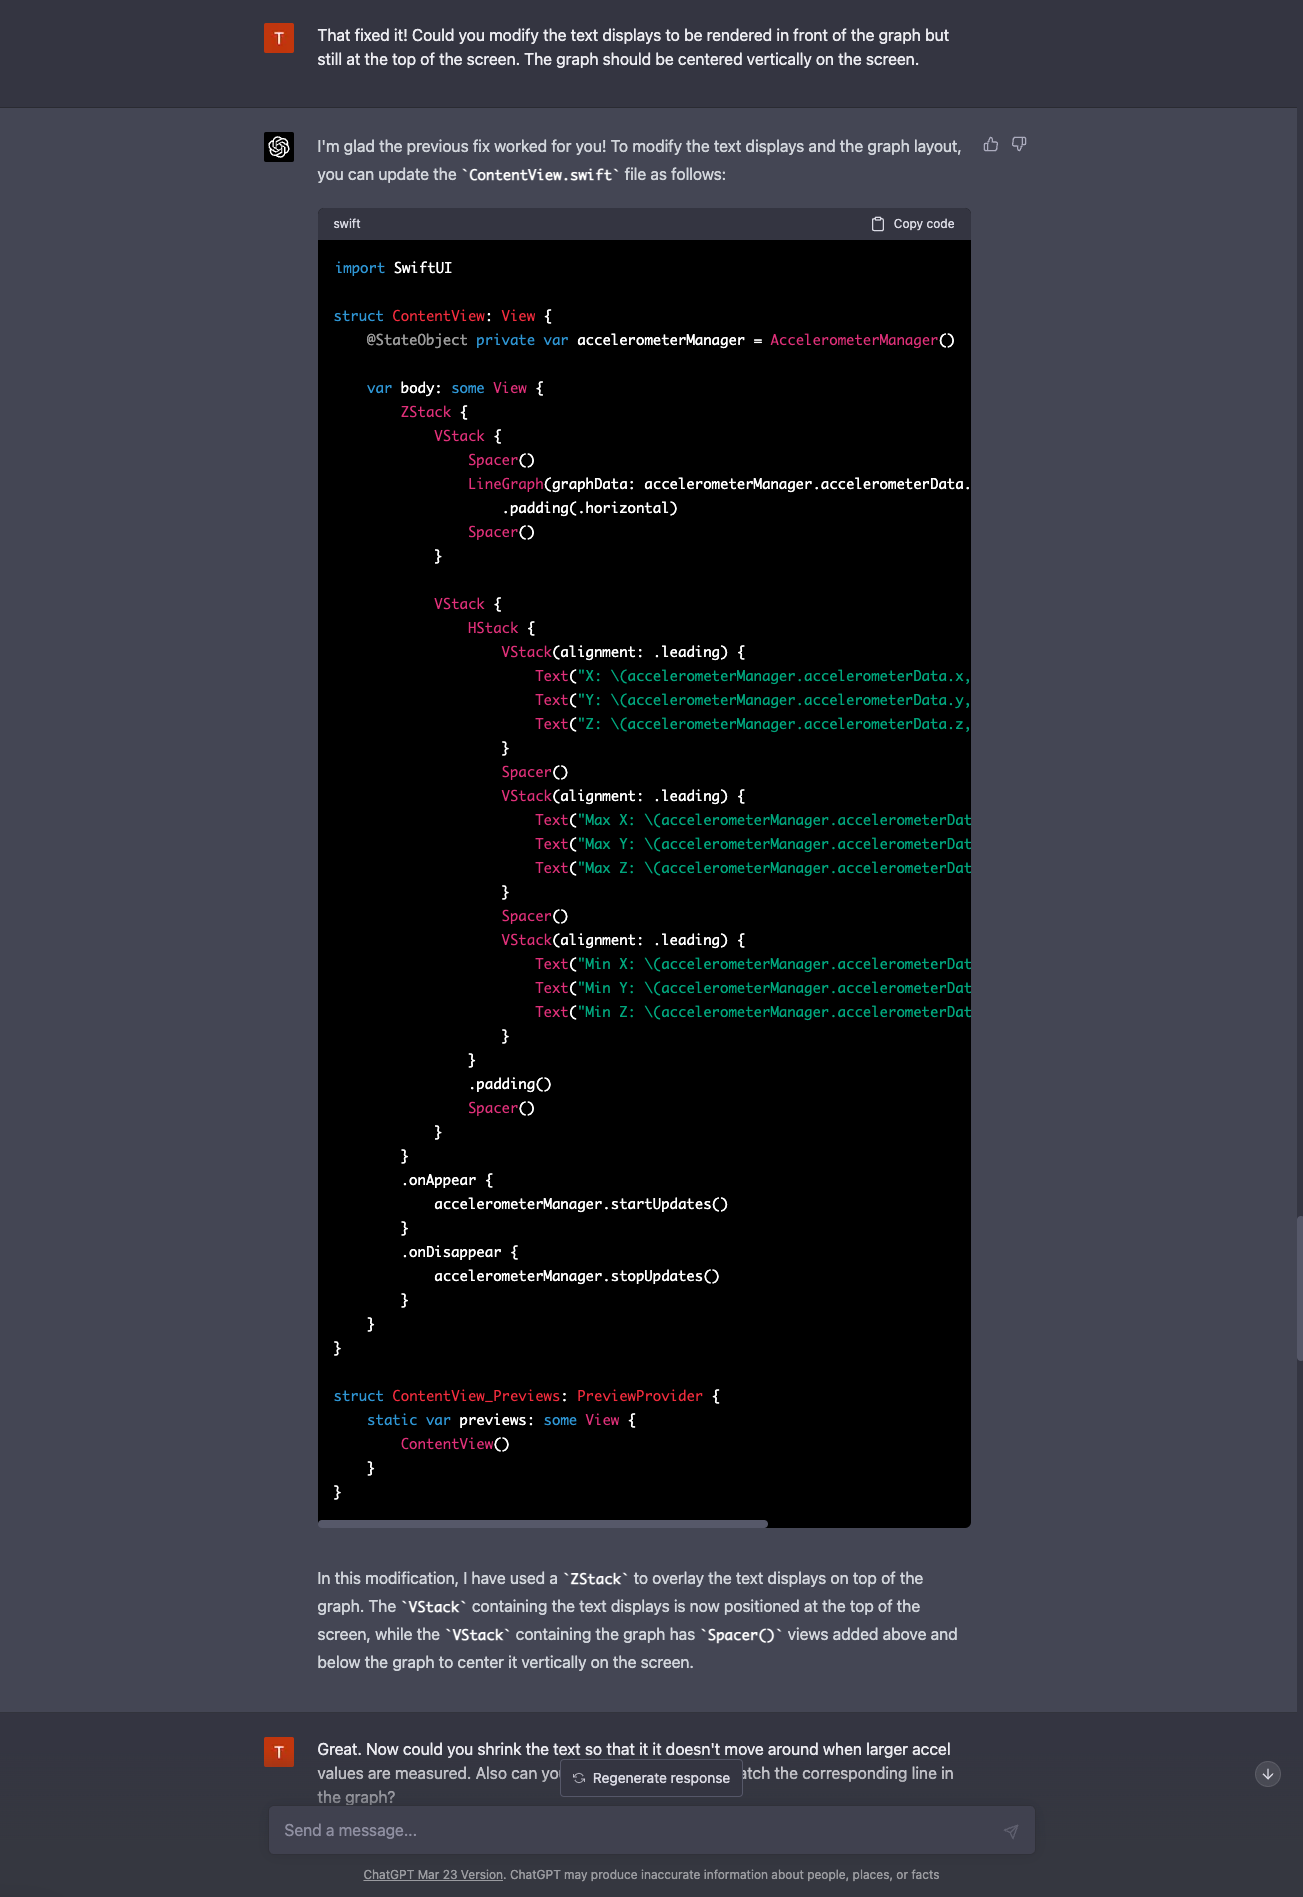 T
That fixed it! Could you modify the text displays to be rendered in front of the graph but
still at the top of the screen. The graph should be centered vertically on the screen.
I'm glad the previous fix worked for you! To modify the text displays and the graph layout,
you can update the `ContentView.swift` file as follows:
swift
Copy code
import SwiftUI
struct ContentView: View {
@StateObject private var accelerometerManager = AccelerometerManager()
var body: some View {
ZStack {
VStack {
Spacer()
LineGraph(graphData: accelerometerManager.accelerometerData.
.padding(.horizontal)
Spacer()
}
VStack {
HStack {
VStack(alignment: .leading) {
Text("X: \(accelerometerManager.accelerometerData.x,
Text("Y: \(accelerometerManager.accelerometerData.y,
Text("Z: \(accelerometerManager.accelerometerData.z,
}
Spacer()
VStack(alignment: .leading) {
Text("Max X: \(accelerometerManager.accelerometerDat
Text("Max Y: \(accelerometerManager.accelerometerDat
Text("Max Z: \(accelerometerManager.accelerometerDat
}
Spacer()
VStack(alignment: .leading) {
Text("Min X: \(accelerometerManager.accelerometerDat
Text("Min Y: \(accelerometerManager.accelerometerDat
Text("Min Z: \(accelerometerManager.accelerometerDat
}
}
.padding()
Spacer()
}
}
.onAppear {
accelerometerManager.startUpdates()
}
.onDisappear {
accelerometerManager.stopUpdates()
}
}
}
struct ContentView_Previews: PreviewProvider {
static var previews: some View {
ContentView()
}
}
In this modification, I have used a `ZStack` to overlay the text displays on top of the
graph. The `VStack` containing the text displays is now positioned at the top of the
screen, while the `VStack` containing the graph has `Spacer()` views added above and
below the graph to center it vertically on the screen.
T
Great. Now could you shrink the text so that it it doesn't move around when larger accel
values are measured. Also can yo
Regenerate response
atch the corresponding line in
the graph?
Send a message...
ChatGPT Mar 23 Version. ChatGPT may produce inaccurate information about people, places, or facts